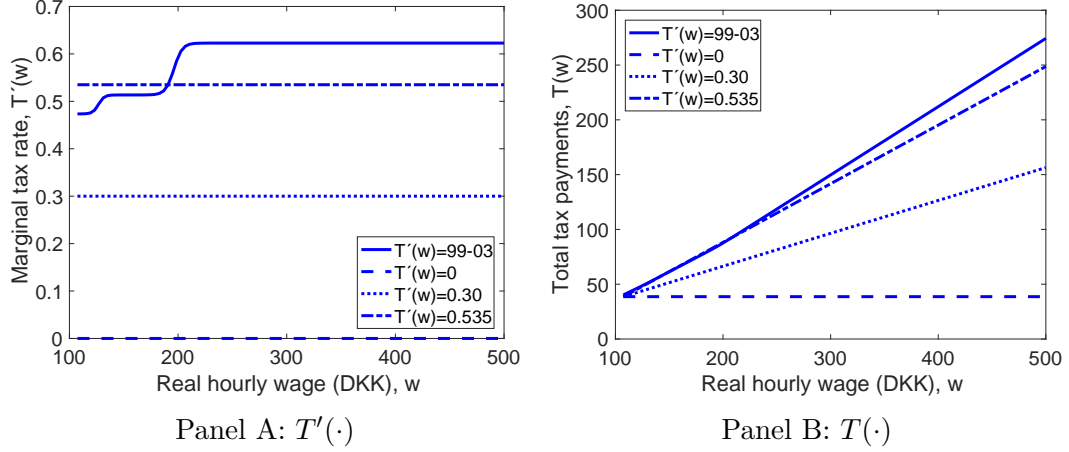 Marginal tax rate, T´(w)
0.7
0.6
0.5
0.4
0.3
0.2
0.1
0
T´(w)=99-03
T´(w)=0
T´(w)=0.30
T´(w)=0.535
100 200 300 400 500
Real hourly wage (DKK), w
Panel A: T′(·)
Total tax payments, T(w)
300
250
200
150
100
50
0
T´(w)=99-03
T´(w)=0
T´(w)=0.30
T´(w)=0.535
100 200 300 400 500
Real hourly wage (DKK), w
Panel B: T(·)